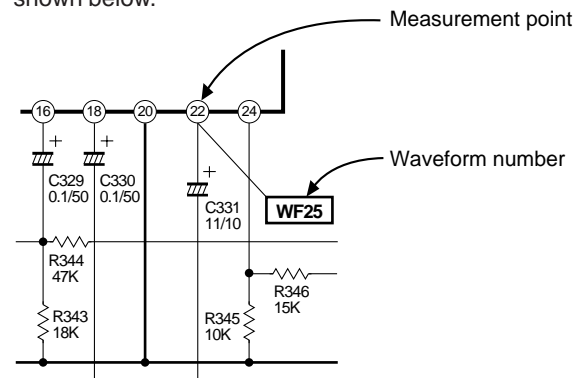 shown below.
Measurement point
16 18 20 22 24
Waveform number
C329
0.1/50
C330
0.1/50
C331
11/10
WF25
R344
47K
R346
15K
R343
18K
R345
10K